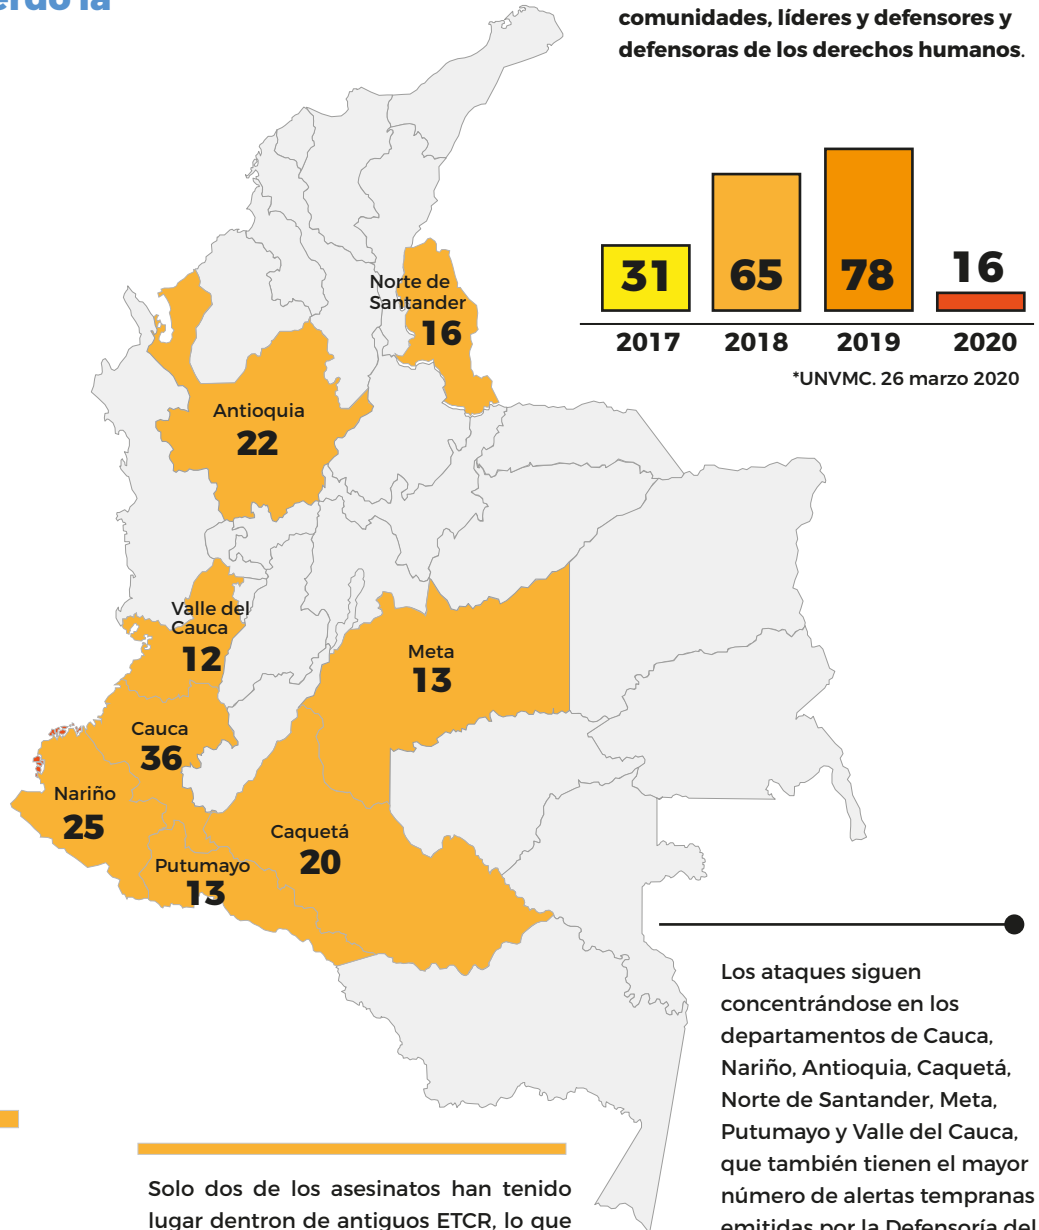 comunidades, líderes y defensores y
defensoras de los derechos humanos.
31
65
78
16
2017
2018
2019
2020
*UNVMC. 26 marzo 2020
Norte de
Santander
16
Antioquia
22
Valle del
Cauca
12
Meta
13
Cauca
36
Nariño
25
Caquetá
20
Putumayo
13
Los ataques siguen
concentrándose en los
departamentos de Cauca,
Nariño, Antioquia, Caquetá,
Norte de Santander, Meta,
Putumayo y Valle del Cauca,
que también tienen el mayor
número de alertas tempranas
emitidas por la Defensoría del
Solo dos de los asesinatos han tenido
lugar dentron de antiguos ETCR, lo que